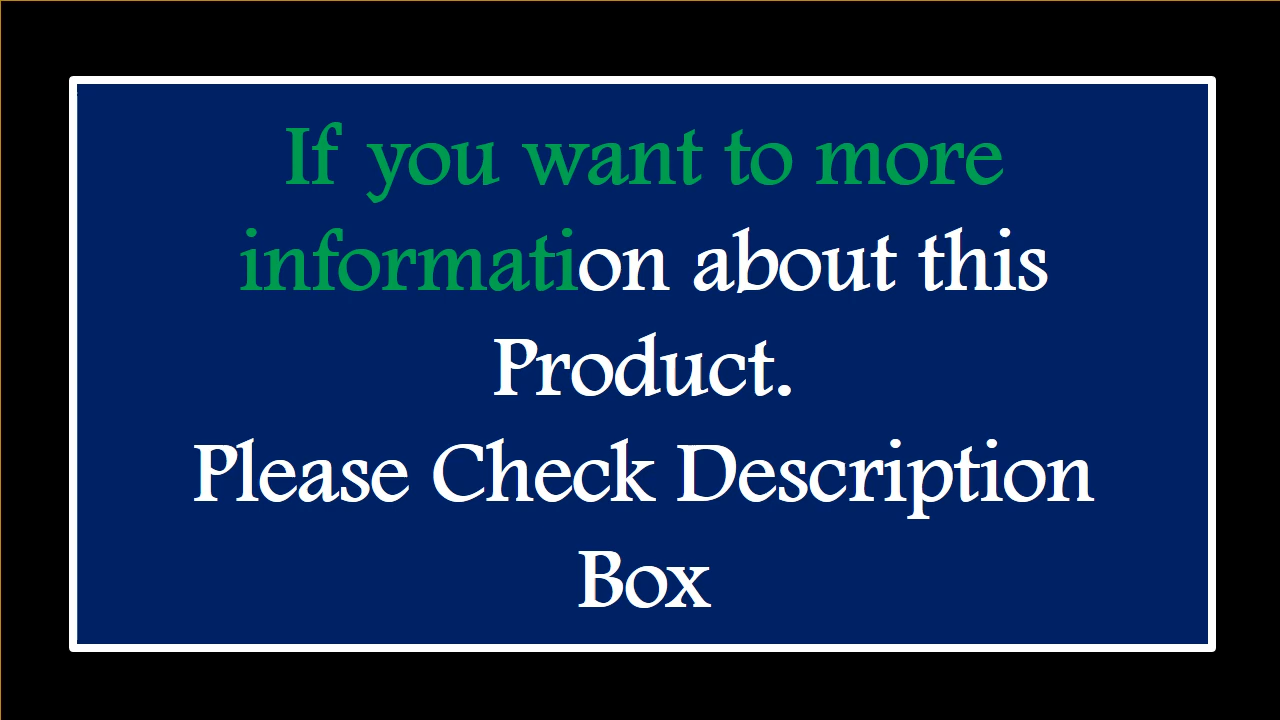 If you want to more
information about this
Product.
Please Check Description
Box